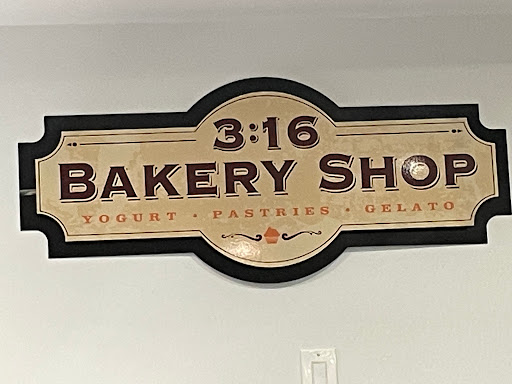 3:16
BAKERY SHOP
YOGURT · PASTRIES · GELATO